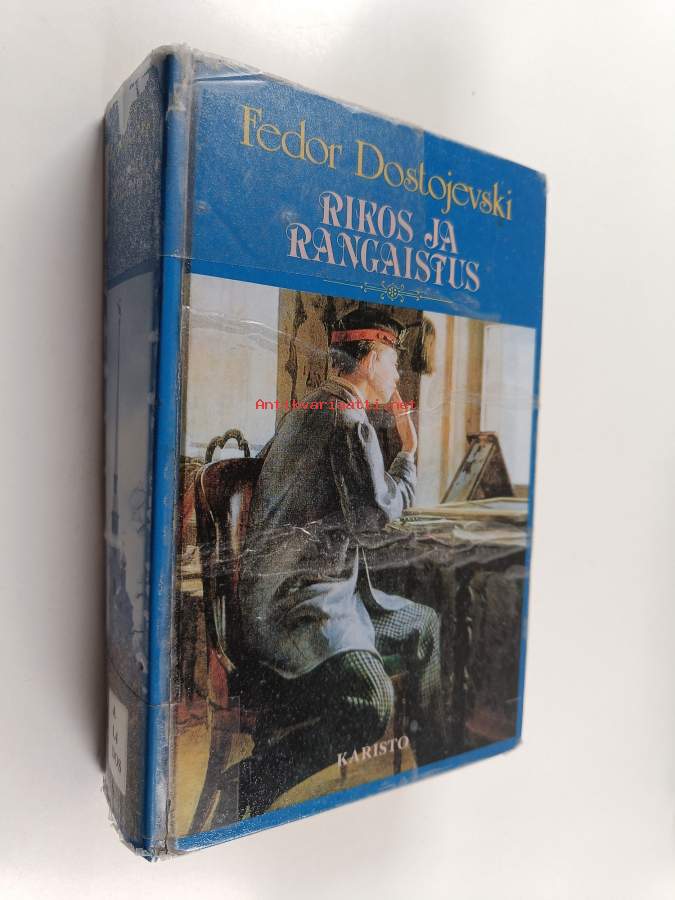 Fedor Dostojevski
RIKOS JA
RANGAISTUS
Antikvariaatti.net
KARISTO